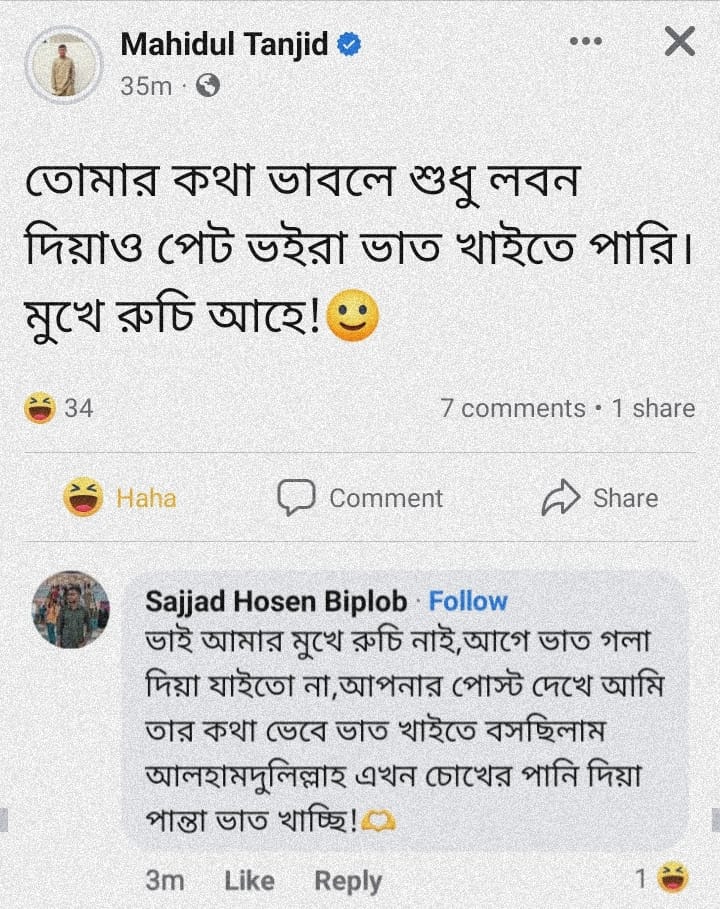 Mahidul Tanjid
35m ·
তোমার কথা ভাবলে শুধু লবন
দিয়াও পেট ভইরা ভাত খাইতে পারি।
মুখে রুচি আহে!🙂
😆 34 7 comments • 1 share
Haha Comment Share
Sajjad Hosen Biplob · Follow
ভাই আমার মুখে রুচি নাই,আগে ভাত গলা
দিয়া যাইতো না,আপনার পোস্ট দেখে আমি
তার কথা ভেবে ভাত খাইতে বসছিলাম
আলহামদুলিল্লাহ এখন চোখের পানি দিয়া
পান্তা ভাত খাচ্ছি!🫶
3m Like Reply 1 😆